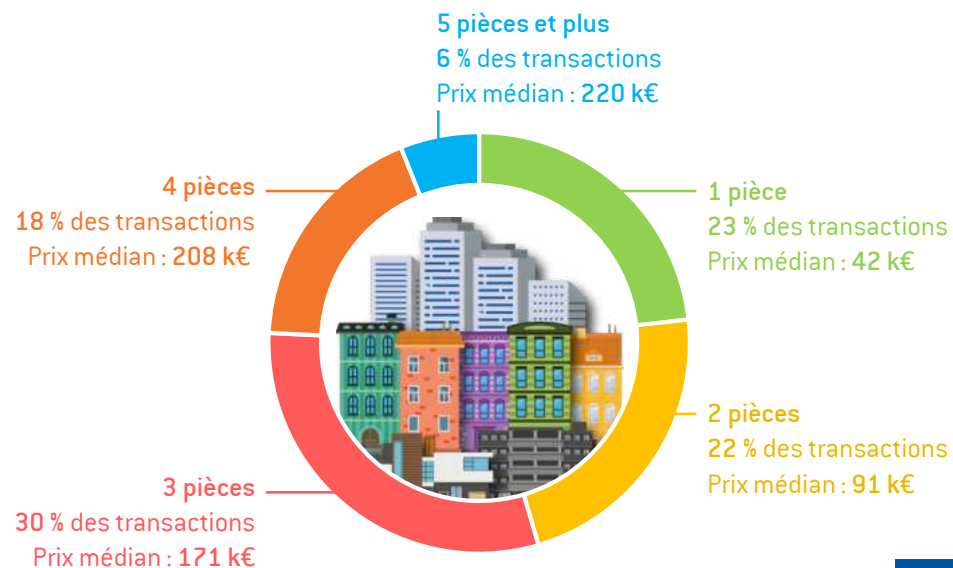 5 pièces et plus
6 % des transactions
Prix médian : 220 k€
4 pièces
18 % des transactions
Prix médian : 208 k€
1 pièce
23 % des transactions
Prix médian : 42 k€
2 pièces
22 % des transactions
Prix médian : 91 k€
3 pièces
30 % des transactions
Prix médian : 171 k€